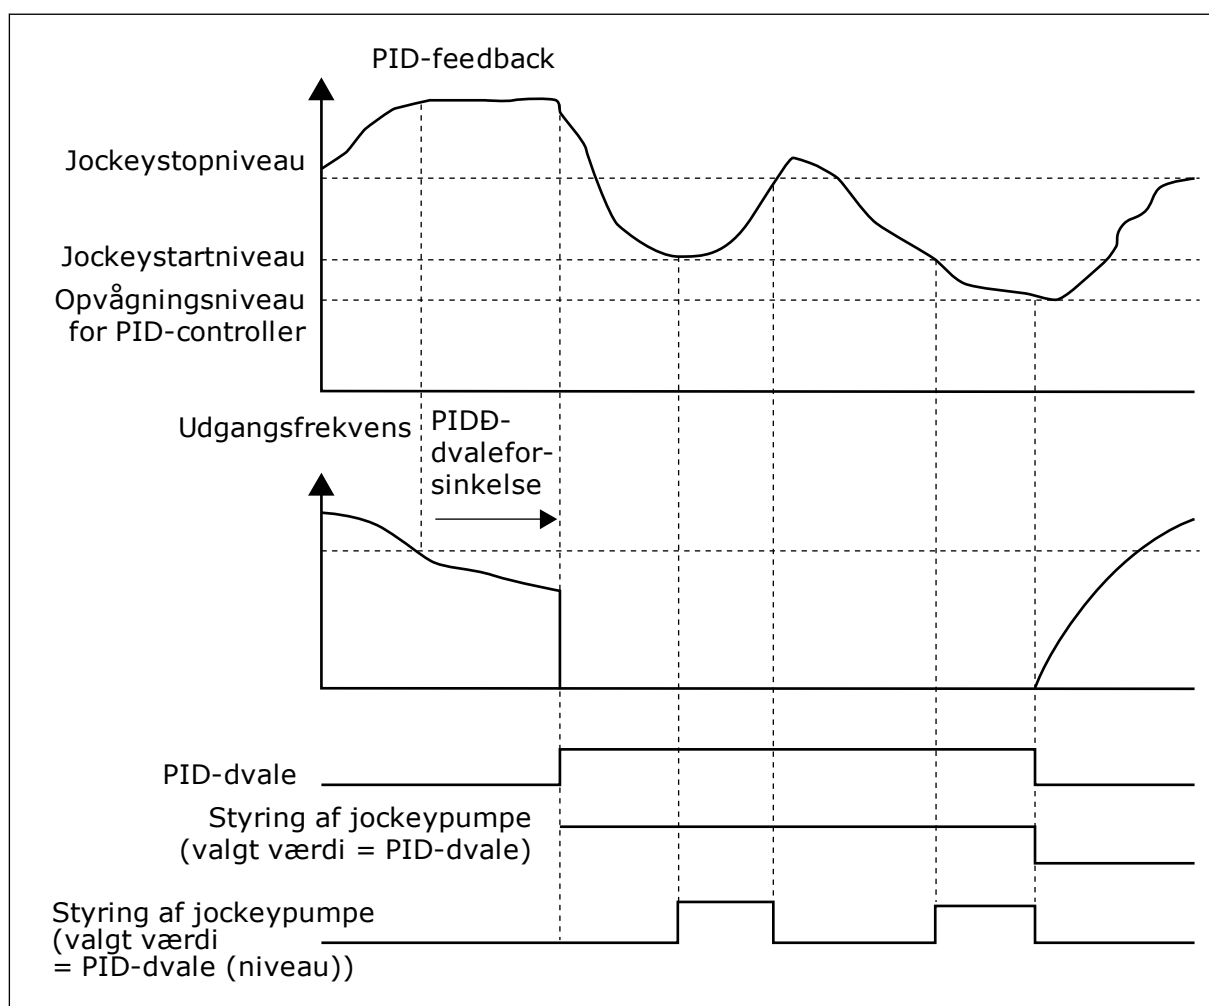 PID-feedback
Jockeystopniveau
Jockeystartniveau
Opvågningsniveau
for PID-controller
Udgangsfrekvens
PIDÐ-
dvalefor-
sinkelse
PID-dvale
Styring af jockeypumpe
(valgt værdi = PID-dvale)
Styring af jockeypumpe
(valgt værdi
= PID-dvale (niveau))